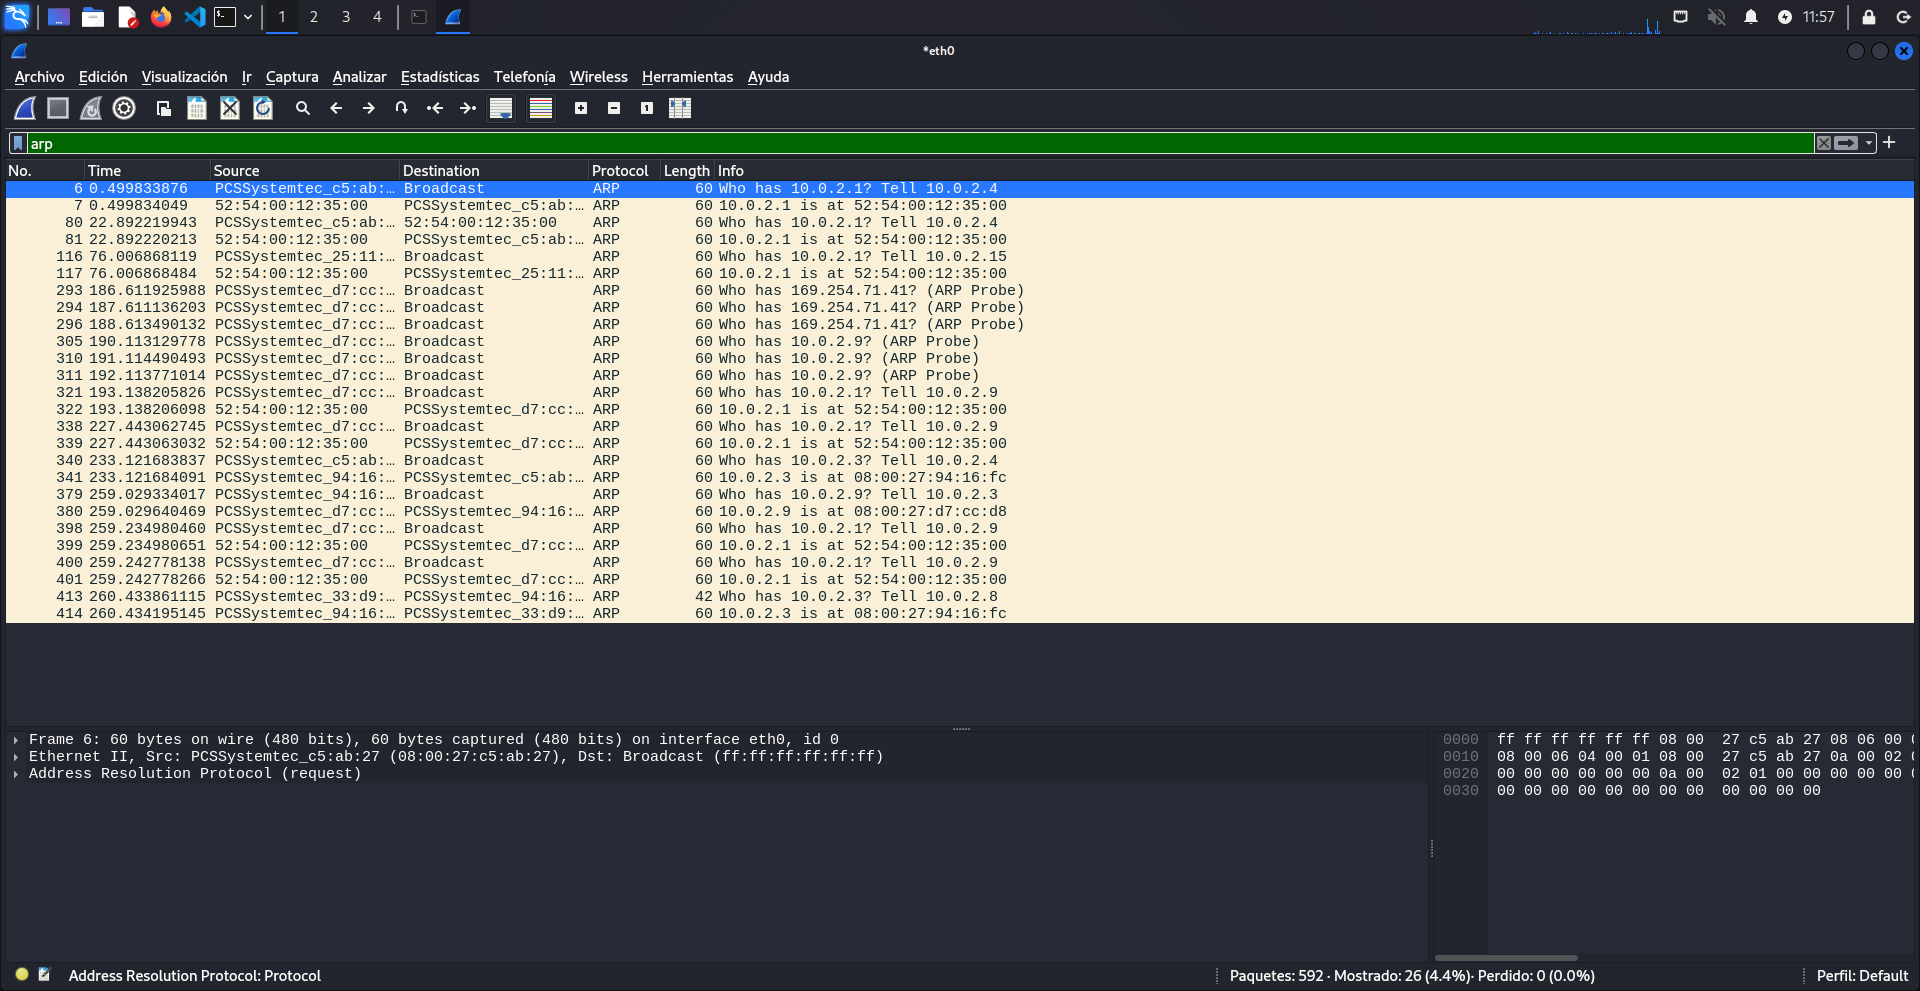 1 2 3 4 11:57
*eth0
Archivo Edición Visualización Ir Captura Analizar Estadísticas Telefonía Wireless Herramientas Ayuda
arp
No. Time Source Destination Protocol Length Info
6 0.499833876 PCSSystemtec_c5:ab:… Broadcast ARP 60 Who has 10.0.2.1? Tell 10.0.2.4
7 0.499834049 52:54:00:12:35:00 PCSSystemtec_c5:ab:… ARP 60 10.0.2.1 is at 52:54:00:12:35:00
80 22.892219943 PCSSystemtec_c5:ab:… 52:54:00:12:35:00 ARP 60 Who has 10.0.2.1? Tell 10.0.2.4
81 22.892220213 52:54:00:12:35:00 PCSSystemtec_c5:ab:… ARP 60 10.0.2.1 is at 52:54:00:12:35:00
116 76.006868119 PCSSystemtec_25:11:… Broadcast ARP 60 Who has 10.0.2.1? Tell 10.0.2.15
117 76.006868484 52:54:00:12:35:00 PCSSystemtec_25:11:… ARP 60 10.0.2.1 is at 52:54:00:12:35:00
293 186.611925988 PCSSystemtec_d7:cc:… Broadcast ARP 60 Who has 169.254.71.41? (ARP Probe)
294 187.611136203 PCSSystemtec_d7:cc:… Broadcast ARP 60 Who has 169.254.71.41? (ARP Probe)
296 188.613490132 PCSSystemtec_d7:cc:… Broadcast ARP 60 Who has 169.254.71.41? (ARP Probe)
305 190.113129778 PCSSystemtec_d7:cc:… Broadcast ARP 60 Who has 10.0.2.9? (ARP Probe)
310 191.114490493 PCSSystemtec_d7:cc:… Broadcast ARP 60 Who has 10.0.2.9? (ARP Probe)
311 192.113771014 PCSSystemtec_d7:cc:… Broadcast ARP 60 Who has 10.0.2.9? (ARP Probe)
321 193.138205826 PCSSystemtec_d7:cc:… Broadcast ARP 60 Who has 10.0.2.1? Tell 10.0.2.9
322 193.138206098 52:54:00:12:35:00 PCSSystemtec_d7:cc:… ARP 60 10.0.2.1 is at 52:54:00:12:35:00
338 227.443062745 PCSSystemtec_d7:cc:… Broadcast ARP 60 Who has 10.0.2.1? Tell 10.0.2.9
339 227.443063032 52:54:00:12:35:00 PCSSystemtec_d7:cc:… ARP 60 10.0.2.1 is at 52:54:00:12:35:00
340 233.121683837 PCSSystemtec_c5:ab:… Broadcast ARP 60 Who has 10.0.2.3? Tell 10.0.2.4
341 233.121684091 PCSSystemtec_94:16:… PCSSystemtec_c5:ab:… ARP 60 10.0.2.3 is at 08:00:27:94:16:fc
379 259.029334017 PCSSystemtec_94:16:… Broadcast ARP 60 Who has 10.0.2.9? Tell 10.0.2.3
380 259.029640469 PCSSystemtec_d7:cc:… PCSSystemtec_94:16:… ARP 60 10.0.2.9 is at 08:00:27:d7:cc:d8
398 259.234980460 PCSSystemtec_d7:cc:… Broadcast ARP 60 Who has 10.0.2.1? Tell 10.0.2.9
399 259.234980651 52:54:00:12:35:00 PCSSystemtec_d7:cc:… ARP 60 10.0.2.1 is at 52:54:00:12:35:00
400 259.242778138 PCSSystemtec_d7:cc:… Broadcast ARP 60 Who has 10.0.2.1? Tell 10.0.2.9
401 259.242778266 52:54:00:12:35:00 PCSSystemtec_d7:cc:… ARP 60 10.0.2.1 is at 52:54:00:12:35:00
413 260.433861115 PCSSystemtec_33:d9:… PCSSystemtec_94:16:… ARP 42 Who has 10.0.2.3? Tell 10.0.2.8
414 260.434195145 PCSSystemtec_94:16:… PCSSystemtec_33:d9:… ARP 60 10.0.2.3 is at 08:00:27:94:16:fc
Frame 6: 60 bytes on wire (480 bits), 60 bytes captured (480 bits) on interface eth0, id 0
Ethernet II, Src: PCSSystemtec_c5:ab:27 (08:00:27:c5:ab:27), Dst: Broadcast (ff:ff:ff:ff:ff:ff)
Address Resolution Protocol (request)
0000 ff ff ff ff ff ff 08 00 27 c5 ab 27 08 06 00
0010 08 00 06 04 00 01 08 00 27 c5 ab 27 0a 00 02
0020 00 00 00 00 00 00 0a 00 02 01 00 00 00 00 00
0030 00 00 00 00 00 00 00 00 00 00 00 00
Address Resolution Protocol: Protocol Paquetes: 592 · Mostrado: 26 (4.4%)· Perdido: 0 (0.0%) Perfil: Default